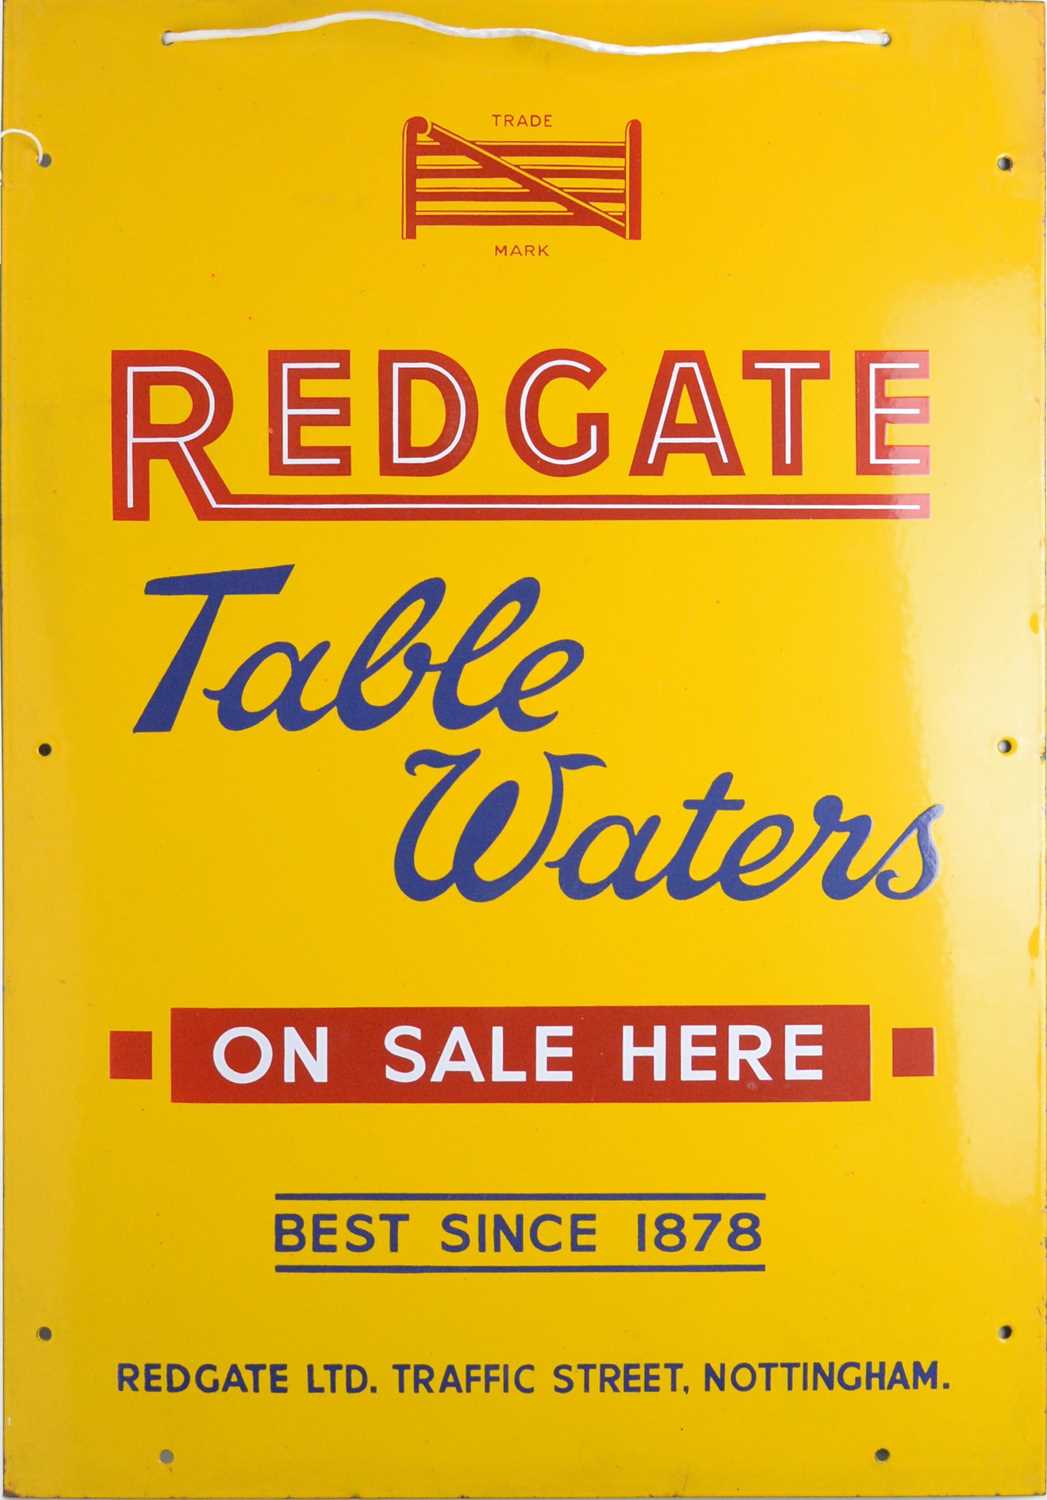 TRADE
MARK
REDGATE
Table
Waters
ON SALE HERE
BEST SINCE 1878
REDGATE LTD. TRAFFIC STREET, NOTTINGHAM.